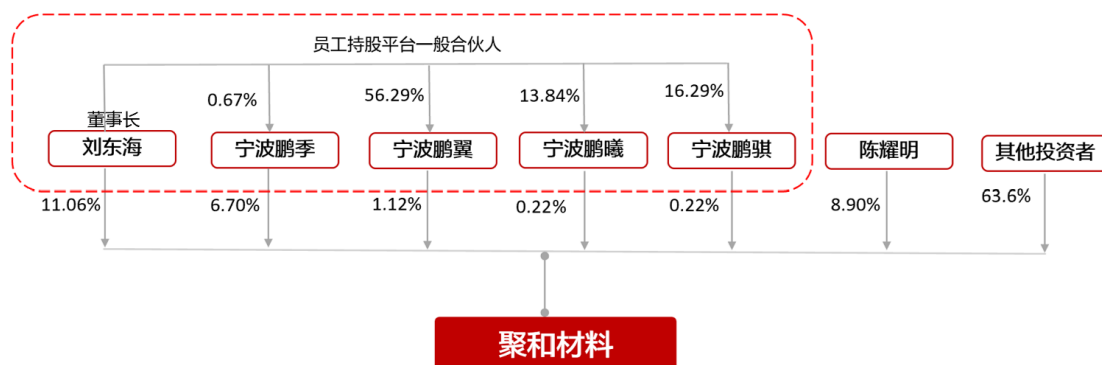 员工持股平台一般合伙人
0.67%
56.29%
13.84%
16.29%
董事长
刘东海
宁波鹏季
宁波鹏翼
宁波鹏曦
宁波鹏骐
陈耀明
其他投资者
11.06%
6.70%
1.12%
0.22%
0.22%
8.90%
63.6%
聚和材料